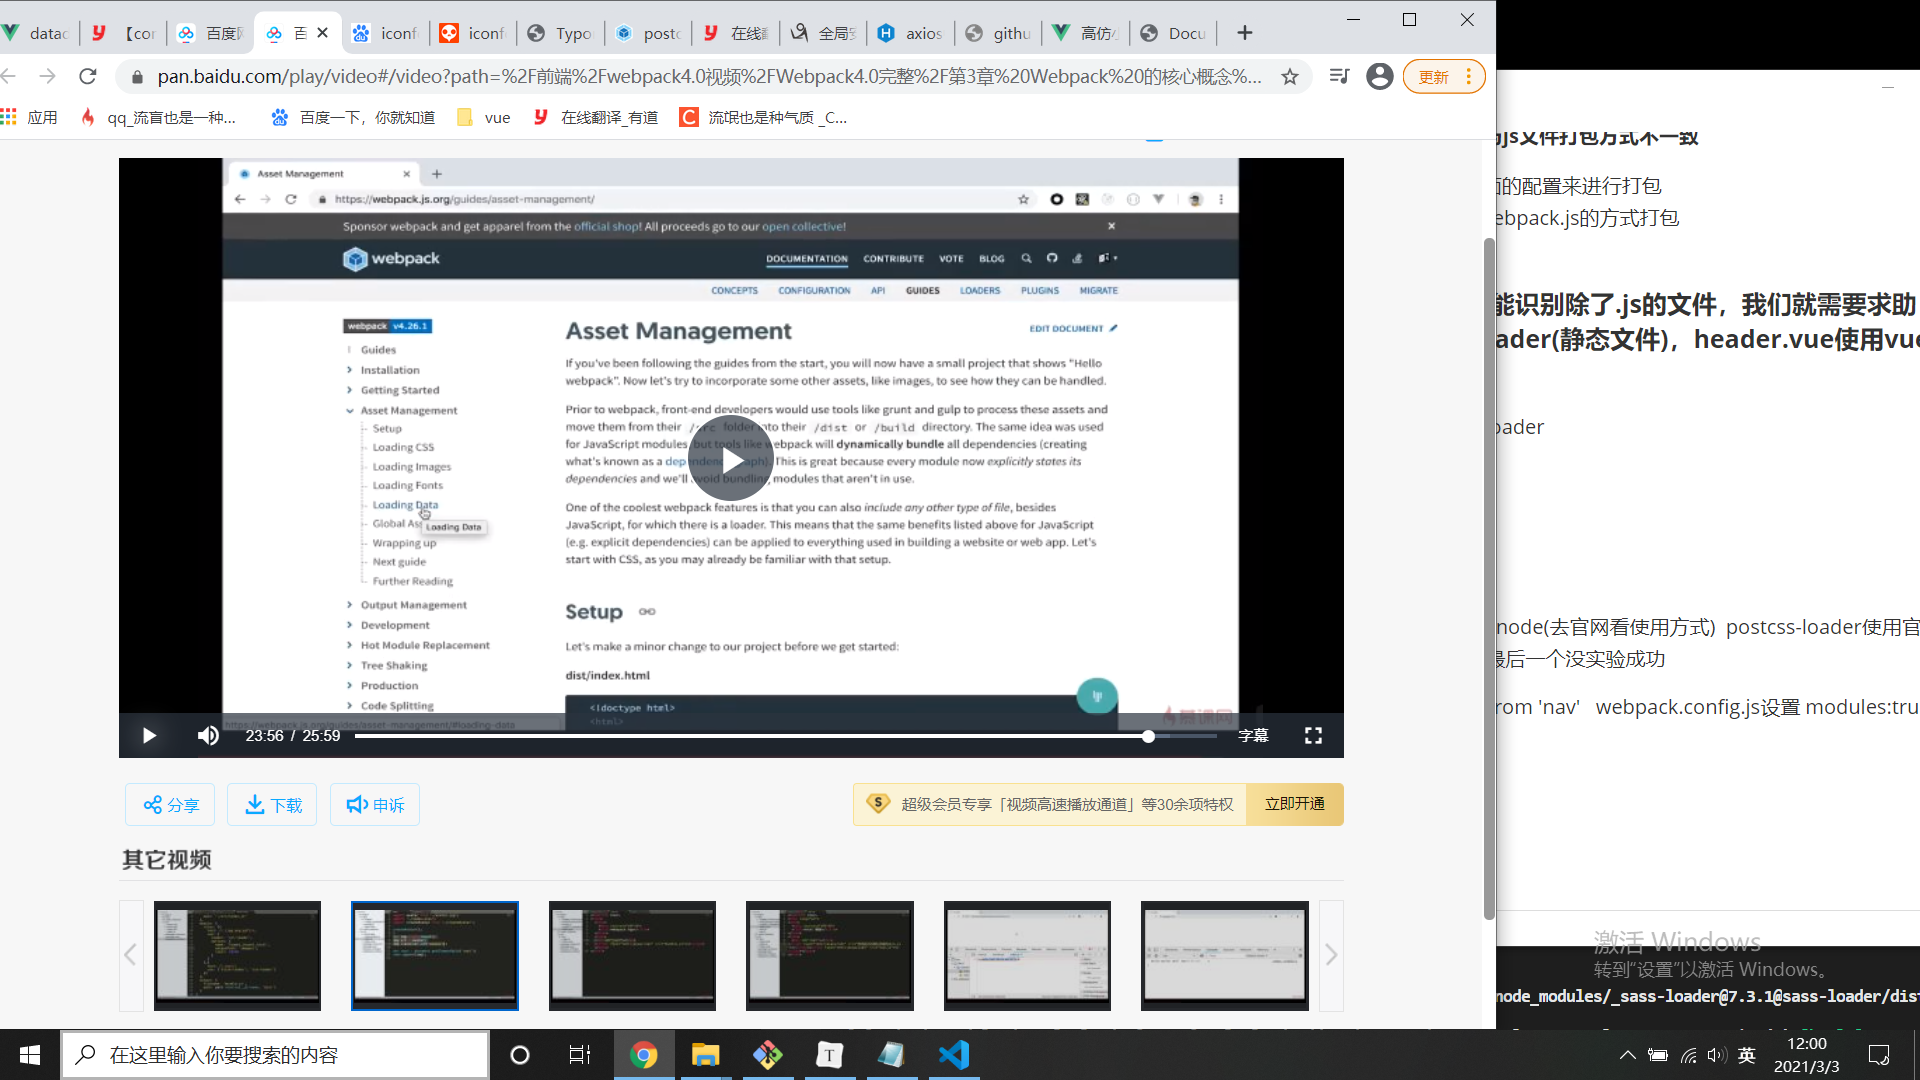 datac
【cor
百度网
百
iconf
iconf
Typo
postc
在线翻
全局安
axios
githu
高仿小
Docu
pan.baidu.com/play/video#/video?path=%2F前端%2Fwebpack4.0视频%2FWebpack4.0完整%2F第3章%20Webpack%20的核心概念%...
更新
应用
qq_流盲也是一种...
百度一下，你就知道
vue
在线翻译_有道
流氓也是种气质 _C...
Asset Management
https://webpack.js.org/guides/asset-management/
Sponsor webpack and get apparel from the official shop! All proceeds go to our open collective!
webpack
DOCUMENTATION CONTRIBUTE VOTE BLOG
CONCEPTS CONFIGURATION API GUIDES LOADERS PLUGINS MIGRATE
webpack v4.26.1
Guides
Installation
Getting Started
Asset Management
Setup
Loading CSS
Loading Images
Loading Fonts
Loading Data
Global As
Loading Data
Wrapping up
Next guide
Further Reading
Output Management
Development
Hot Module Replacement
Tree Shaking
Production
Code Splitting
Asset Management
EDIT DOCUMENT
If you've been following the guides from the start, you will now have a small project that shows "Hello
webpack". Now let's try to incorporate some other assets, like images, to see how they can be handled.
Prior to webpack, front-end developers would use tools like grunt and gulp to process these assets and
move them from their /src folder into their /dist or /build directory. The same idea was used
for JavaScript modules, but tools like webpack will dynamically bundle all dependencies (creating
what's known as a dependency graph). This is great because every module now explicitly states its
dependencies and we'll avoid bundling modules that aren't in use.
One of the coolest webpack features is that you can also include any other type of file, besides
JavaScript, for which there is a loader. This means that the same benefits listed above for JavaScript
(e.g. explicit dependencies) can be applied to everything used in building a website or web app. Let's
start with CSS, as you may already be familiar with that setup.
Setup
Let's make a minor change to our project before we get started:
dist/index.html
<!doctype html>
<html>
https://webpack.js.org/guides/asset-management/#loading-data
慕课网
23:56 / 25:59
字幕
分享
下载
申诉
超级会员专享「视频高速播放通道」等30余项特权
立即开通
其它视频
js文件打包方式不一致
的配置来进行打包
ebpack.js的方式打包
能识别除了.js的文件，我们就需要求助
ader(静态文件)，header.vue使用vue
oader
node(去官网看使用方式) postcss-loader使用官
最后一个没实验成功
rom 'nav' webpack.config.js设置 modules:tru
激活 Windows
转到“设置”以激活 Windows。
node_modules/_sass-loader@7.3.1@sass-loader/dist
在这里输入你要搜索的内容
英
12:00
2021/3/3